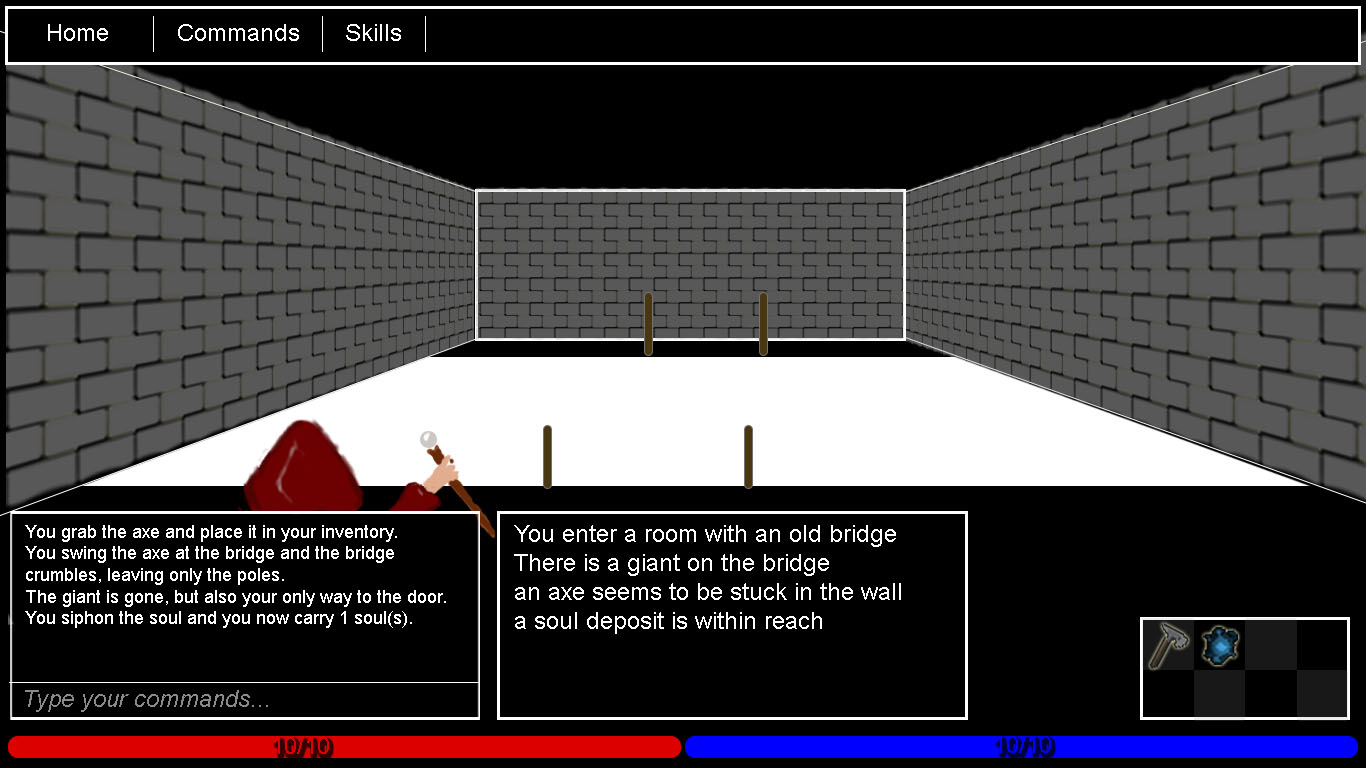 Home Commands Skills
You grab the axe and place it in your inventory.
You swing the axe at the bridge and the bridge
crumbles, leaving only the poles.
The giant is gone, but also your only way to the door.
You siphon the soul and you now carry 1 soul(s).
Type your commands...
You enter a room with an old bridge
There is a giant on the bridge
an axe seems to be stuck in the wall
a soul deposit is within reach
10/10
10/10